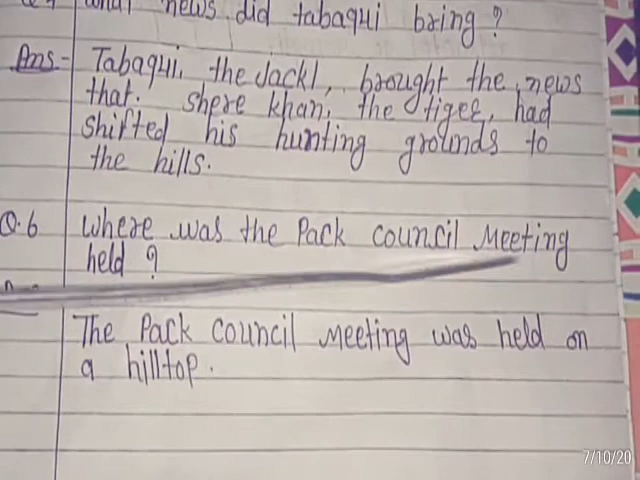 what news did tabaqui bring ?
Ans- Tabaqui, the Jackl, brought the news
that. shere khan, the tigee, had
shifted his hunting grounds to
the hills.
Q.6 Where was the Pack council Meeting
held ?
The Pack council Meeting was held on
a hilltop.
7/10/20